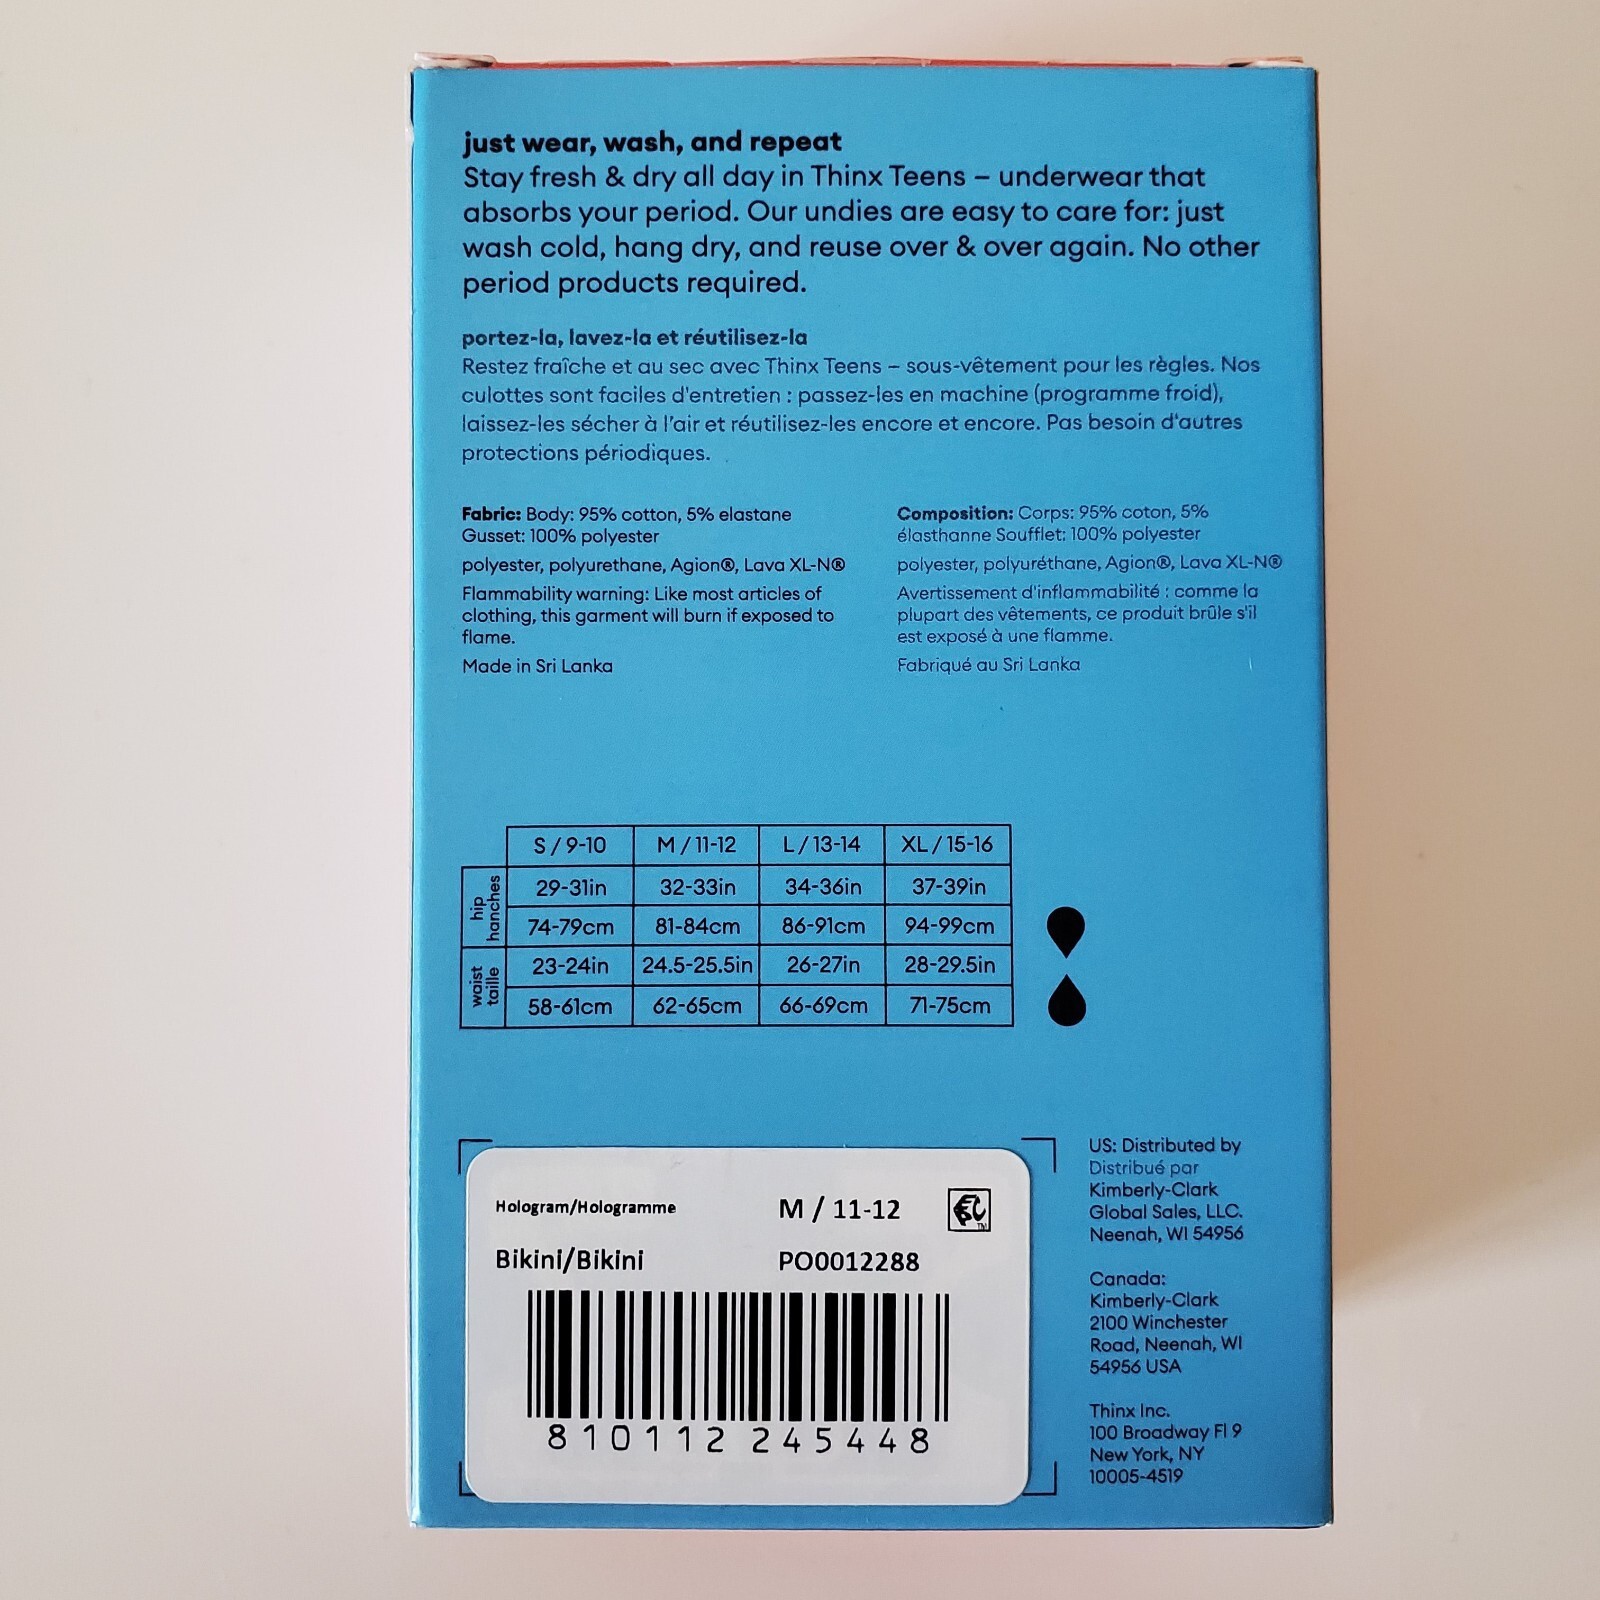 just wear, wash, and repeat
Stay fresh & dry all day in Thinx Teens – underwear that
absorbs your period. Our undies are easy to care for: just
wash cold, hang dry, and reuse over & over again. No other
period products required.
portez-la, lavez-la et réutilisez-la
Restez fraîche et au sec avec Thinx Teens – sous-vêtement pour les règles. Nos
culottes sont faciles d'entretien : passez-les en machine (programme froid),
laissez-les sécher à l'air et réutilisez-les encore et encore. Pas besoin d'autres
protections périodiques.
Fabric: Body: 95% cotton, 5% elastane
Gusset: 100% polyester
polyester, polyurethane, Agion®, Lava XL-N®
Flammability warning: Like most articles of
clothing, this garment will burn if exposed to
flame.
Made in Sri Lanka
Composition: Corps: 95% coton, 5%
élasthanne Soufflet: 100% polyester
polyester, polyuréthane, Agion®, Lava XL-N®
Avertissement d'inflammabilité : comme la
plupart des vêtements, ce produit brûle s'il
est exposé à une flamme.
Fabriqué au Sri Lanka
S / 9-10 M / 11-12 L / 13-14 XL / 15-16
hip
hanches
29-31in 32-33in 34-36in 37-39in
74-79cm 81-84cm 86-91cm 94-99cm
waist
taille
23-24in 24.5-25.5in 26-27in 28-29.5in
58-61cm 62-65cm 66-69cm 71-75cm
Hologram/Hologramme M / 11-12
Bikini/Bikini PO0012288
810112 245448
US: Distributed by
Distribué par
Kimberly-Clark
Global Sales, LLC.
Neenah, WI 54956
Canada:
Kimberly-Clark
2100 Winchester
Road, Neenah, WI
54956 USA
Thinx Inc.
100 Broadway Fl 9
New York, NY
10005-4519